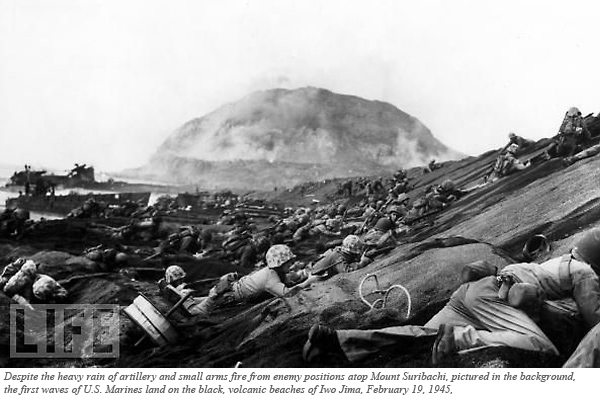 LIFE
Despite the heavy rain of artillery and small arms fire from enemy positions atop Mount Suribachi, pictured in the background,
the first waves of U.S. Marines land on the black, volcanic beaches of Iwo Jima, February 19, 1945,